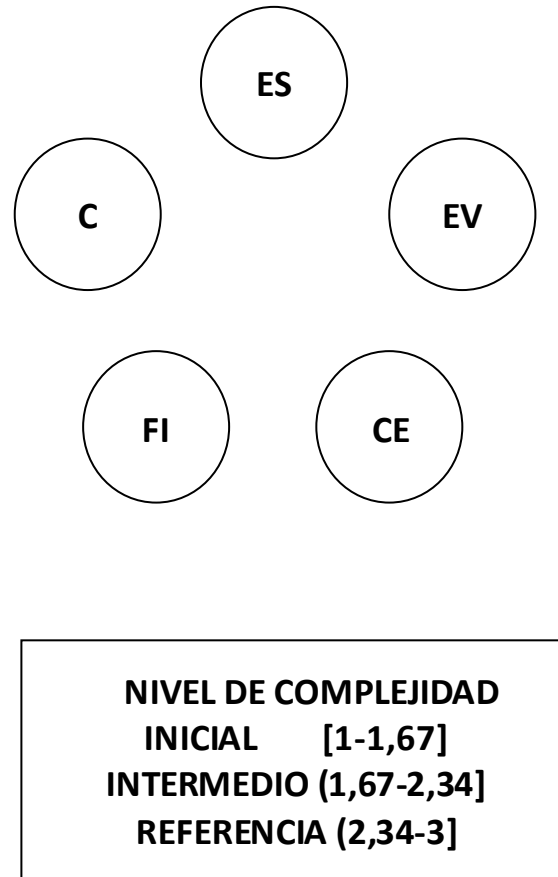 ES
C
EV
FI
CE
NIVEL DE COMPLEJIDAD
INICIAL [1-1,67]
INTERMEDIO (1,67-2,34]
REFERENCIA (2,34-3]